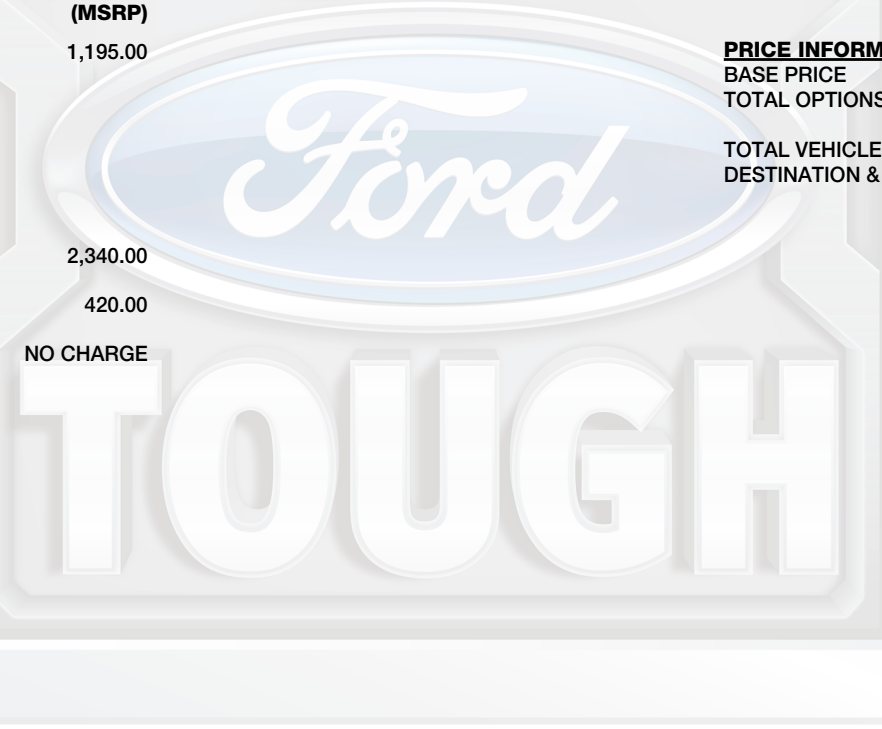 (MSRP)
1,195.00
2,340.00
420.00
NO CHARGE
PRICE INFORM
BASE PRICE
TOTAL OPTIONS
TOTAL VEHICLE
DESTINATION &
Ford
TOUGH